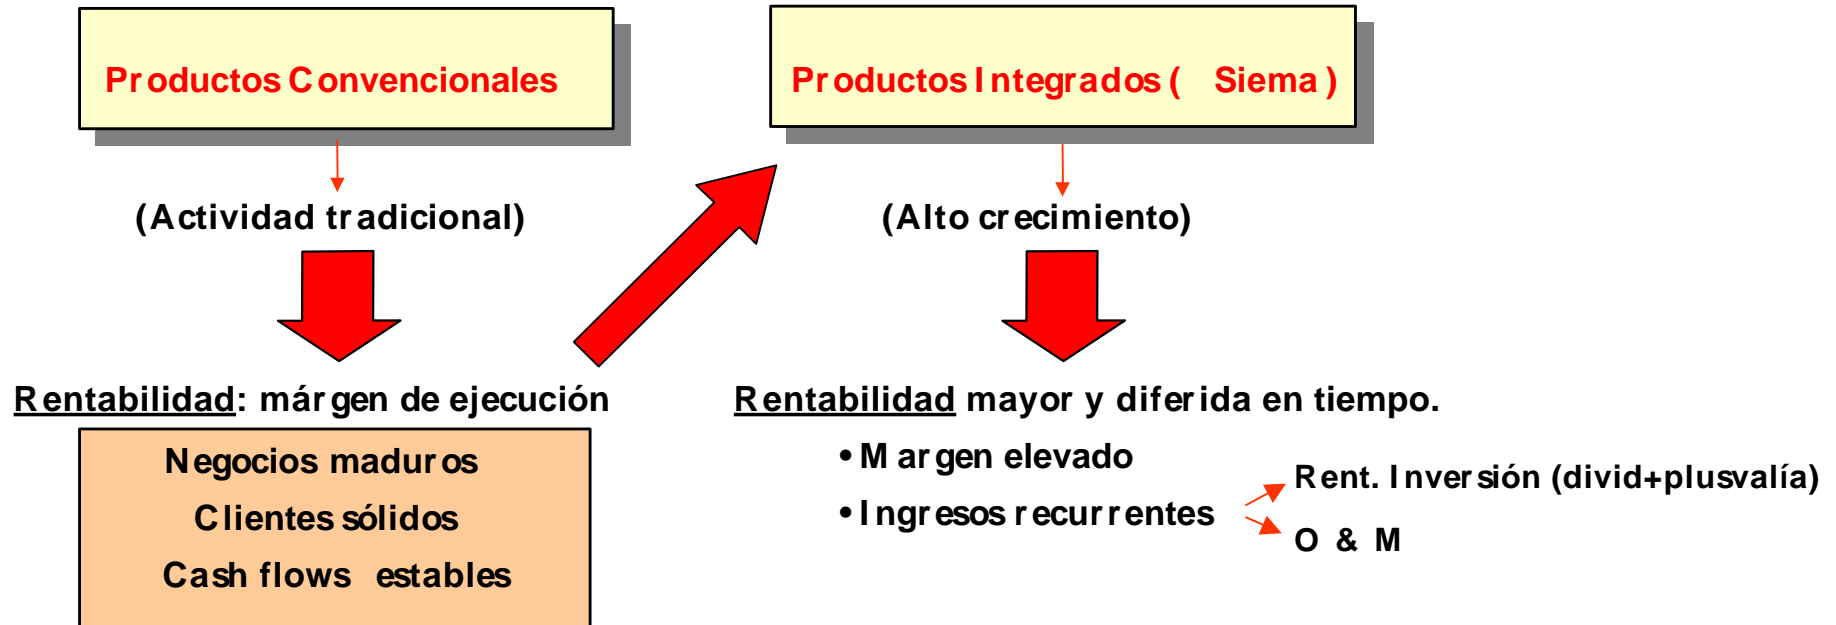 Productos Convencionales
(Actividad tradicional)
Rentabilidad: márgen de ejecución
Negocios maduros
Clientes sólidos
Cash flows estables
Productos Integrados ( Siema )
(Alto crecimiento)
Rentabilidad mayor y diferida en tiempo.
• Margen elevado
• Ingresos recurrentes
Rent. Inversión (divid+plusvalía)
O & M